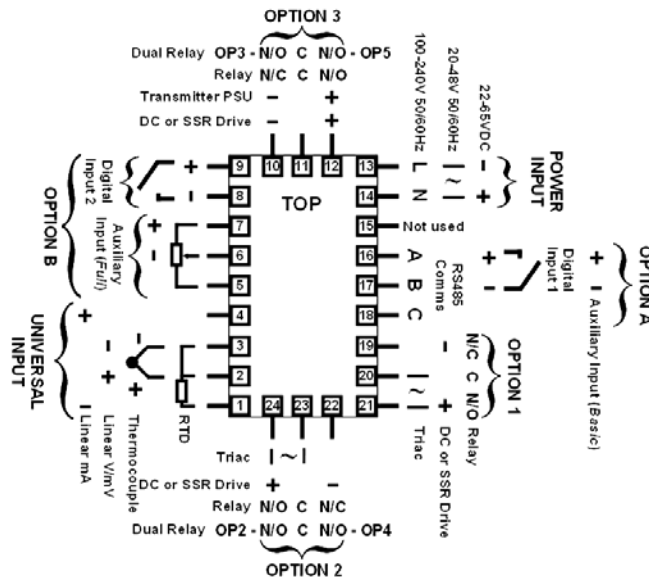 OPTION 3
Dual Relay OP3 - N/O C N/O - OP5
Relay N/C C N/O
Transmitter PSU − +
DC or SSR Drive − +
100-240V 50/60Hz
20-48V 50/60Hz
22-65VDC
L | −
N ~ | +
POWER INPUT
9 10 11 12 13
8 14
7 15
6 16
5 17
4 18
3 19
2 20
1 24 23 22 21
TOP
Not used
OPTION B
Digital Input 2
+
−
Auxiliary Input (Full)
+
−
UNIVERSAL INPUT
+
− Linear mA
−
+ Linear V/mV
−
+ Thermocouple
RTD
A
B
C
RS485 Comms
+
−
Digital Input 1
+
− Auxiliary Input (Basic)
OPTION A
OPTION 1
N/C C N/O Relay
− + DC or SSR Drive
| ~ | Triac
Triac | ~ |
DC or SSR Drive + −
Relay N/O C N/C
Dual Relay OP2 - N/O C N/O - OP4
OPTION 2